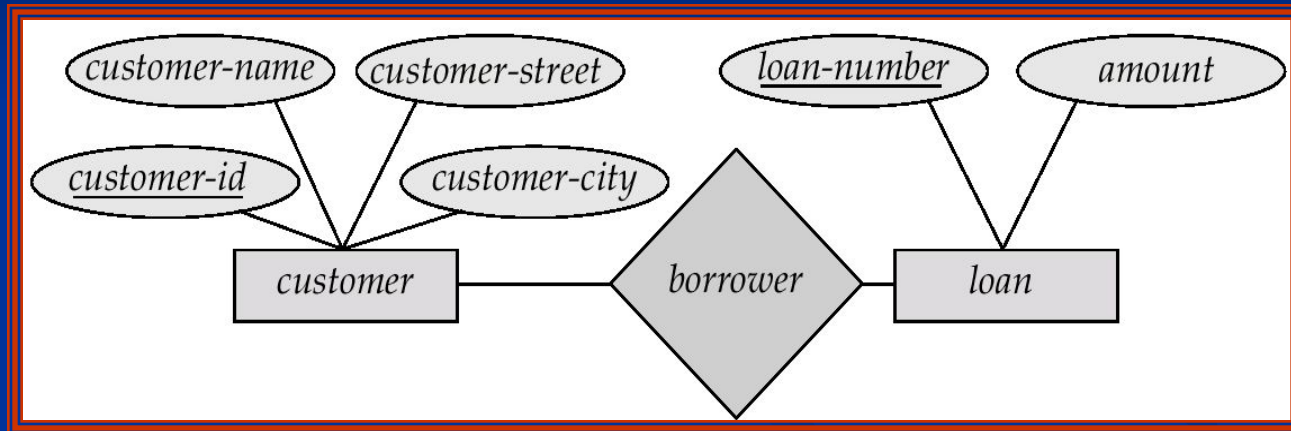 customer-name
customer-street
loan-number
amount
customer-id
customer-city
customer
borrower
loan